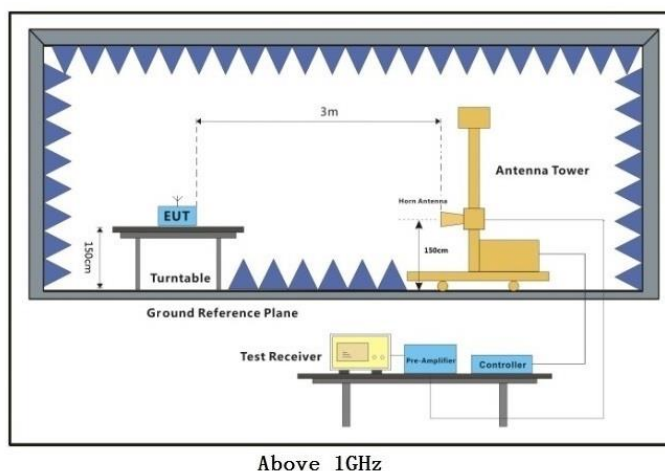 3m
Antenna Tower
Horn Antenna
EUT
150cm
150cm
Turntable
Ground Reference Plane
Test Receiver
Pre-Amplifier
Controller
Above 1GHz